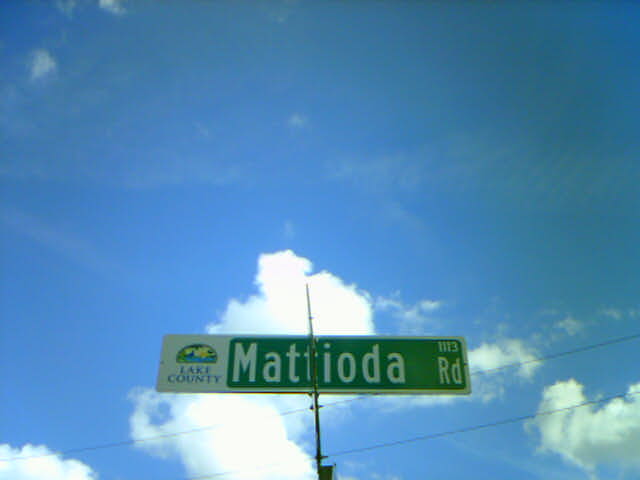 LAKE
COUNTY
Mattioda
1113
Rd